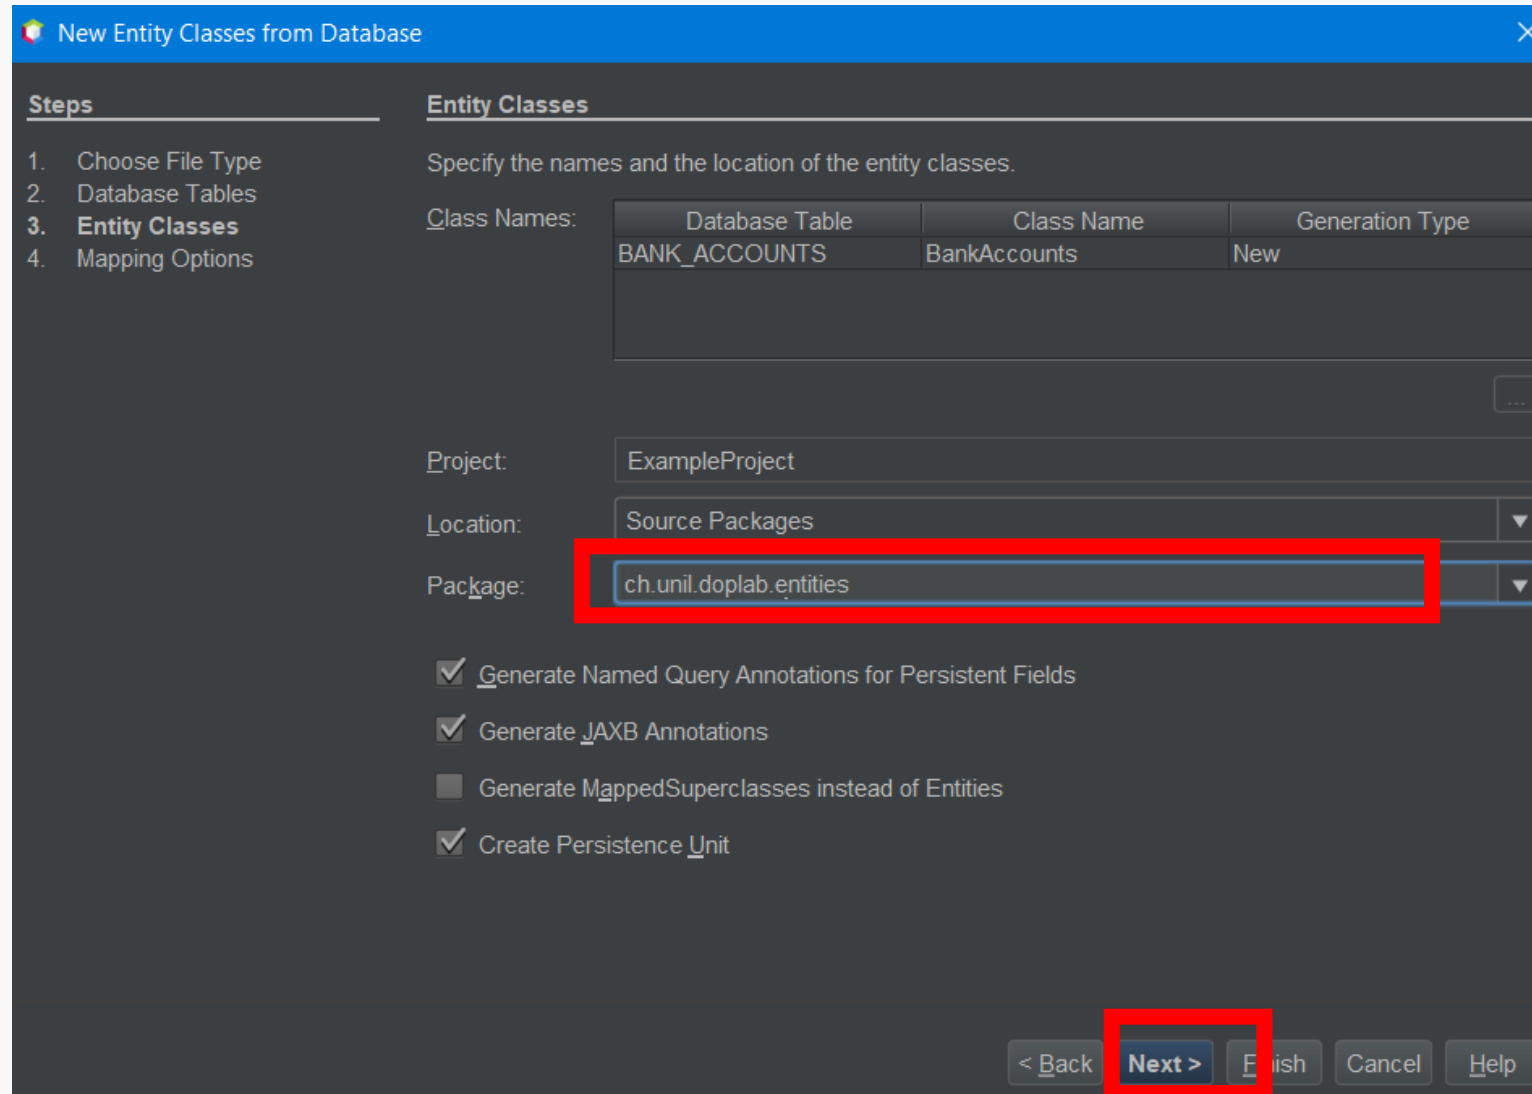 New Entity Classes from Database
Steps
1. Choose File Type
2. Database Tables
3. Entity Classes
4. Mapping Options
Entity Classes
Specify the names and the location of the entity classes.
Class Names:
Database Table Class Name Generation Type
BANK_ACCOUNTS BankAccounts New
...
Project: ExampleProject
Location: Source Packages
Package: ch.unil.doplab.entities
Generate Named Query Annotations for Persistent Fields
Generate JAXB Annotations
Generate MappedSuperclasses instead of Entities
Create Persistence Unit
< Back Next > Finish Cancel Help